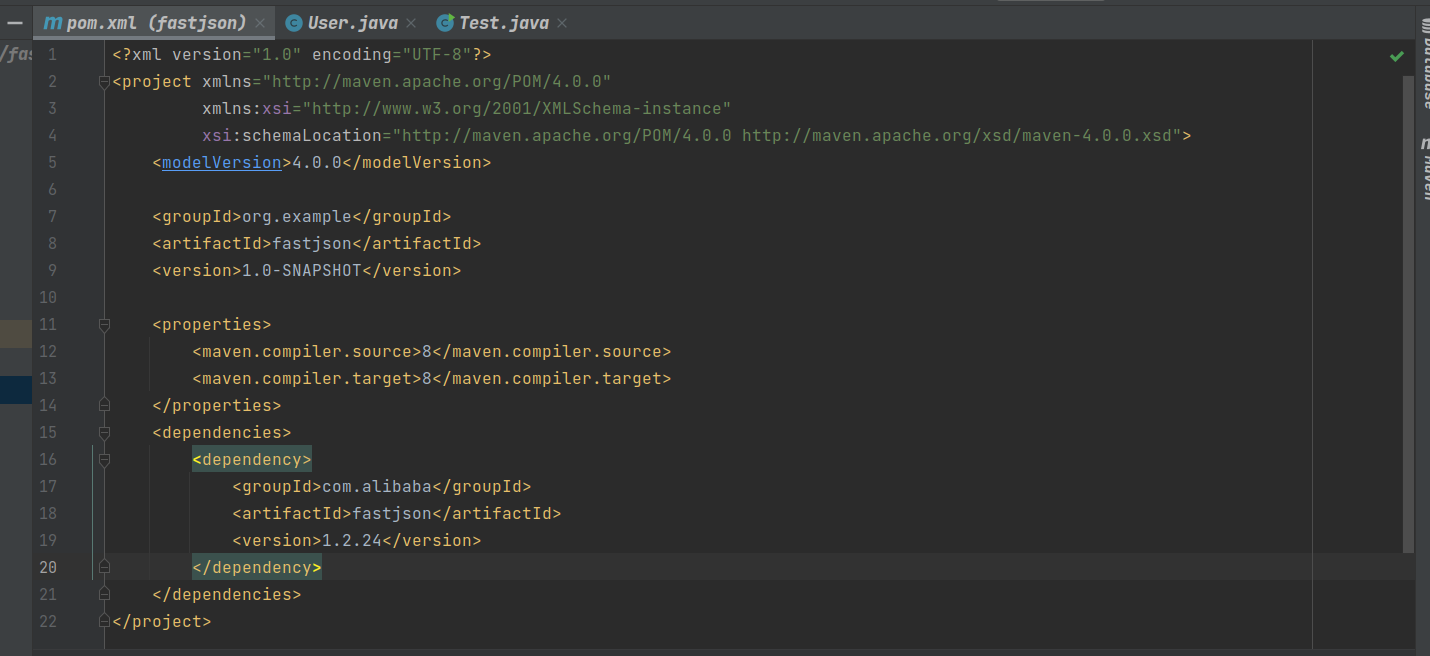 pom.xml (fastjson) User.java Test.java
/fas
1 <?xml version="1.0" encoding="UTF-8"?>
2 <project xmlns="http://maven.apache.org/POM/4.0.0"
3 xmlns:xsi="http://www.w3.org/2001/XMLSchema-instance"
4 xsi:schemaLocation="http://maven.apache.org/POM/4.0.0 http://maven.apache.org/xsd/maven-4.0.0.xsd">
5 <modelVersion>4.0.0</modelVersion>
6
7 <groupId>org.example</groupId>
8 <artifactId>fastjson</artifactId>
9 <version>1.0-SNAPSHOT</version>
10
11 <properties>
12 <maven.compiler.source>8</maven.compiler.source>
13 <maven.compiler.target>8</maven.compiler.target>
14 </properties>
15 <dependencies>
16 <dependency>
17 <groupId>com.alibaba</groupId>
18 <artifactId>fastjson</artifactId>
19 <version>1.2.24</version>
20 </dependency>
21 </dependencies>
22 </project>